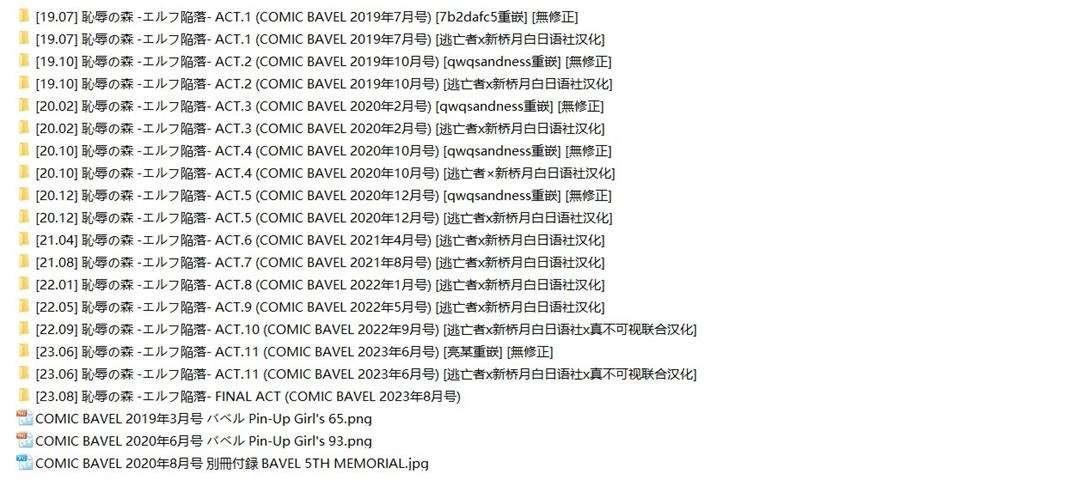 [19.07] 恥辱の森 -エルフ陥落- ACT.1 (COMIC BAVEL 2019年7月号) [7b2dafc5重嵌] [無修正]
[19.07] 恥辱の森 -エルフ陥落- ACT.1 (COMIC BAVEL 2019年7月号) [逃亡者x新桥月白日语社汉化]
[19.10] 恥辱の森 -エルフ陥落- ACT.2 (COMIC BAVEL 2019年10月号) [qwqsandness重嵌] [無修正]
[19.10] 恥辱の森 -エルフ陥落- ACT.2 (COMIC BAVEL 2019年10月号) [逃亡者x新桥月白日语社汉化]
[20.02] 恥辱の森 -エルフ陥落- ACT.3 (COMIC BAVEL 2020年2月号) [qwqsandness重嵌] [無修正]
[20.02] 恥辱の森 -エルフ陥落- ACT.3 (COMIC BAVEL 2020年2月号) [逃亡者x新桥月白日语社汉化]
[20.10] 恥辱の森 -エルフ陥落- ACT.4 (COMIC BAVEL 2020年10月号) [qwqsandness重嵌] [無修正]
[20.10] 恥辱の森 -エルフ陥落- ACT.4 (COMIC BAVEL 2020年10月号) [逃亡者×新桥月白日语社汉化]
[20.12] 恥辱の森 -エルフ陥落- ACT.5 (COMIC BAVEL 2020年12月号) [qwqsandness重嵌] [無修正]
[20.12] 恥辱の森 -エルフ陥落- ACT.5 (COMIC BAVEL 2020年12月号) [逃亡者x新桥月白日语社汉化]
[21.04] 恥辱の森 -エルフ陥落- ACT.6 (COMIC BAVEL 2021年4月号) [逃亡者x新桥月白日语社汉化]
[21.08] 恥辱の森 -エルフ陥落- ACT.7 (COMIC BAVEL 2021年8月号) [逃亡者x新桥月白日语社汉化]
[22.01] 恥辱の森 -エルフ陥落- ACT.8 (COMIC BAVEL 2022年1月号) [逃亡者x新桥月白日语社汉化]
[22.05] 恥辱の森 -エルフ陥落- ACT.9 (COMIC BAVEL 2022年5月号) [逃亡者x新桥月白日语社汉化]
[22.09] 恥辱の森 -エルフ陥落- ACT.10 (COMIC BAVEL 2022年9月号) [逃亡者x新桥月白日语社x真不可视联合汉化]
[23.06] 恥辱の森 -エルフ陥落- ACT.11 (COMIC BAVEL 2023年6月号) [亮某重嵌] [無修正]
[23.06] 恥辱の森 -エルフ陥落- ACT.11 (COMIC BAVEL 2023年6月号) [逃亡者x新桥月白日语社x真不可视联合汉化]
[23.08] 恥辱の森 -エルフ陥落- FINAL ACT (COMIC BAVEL 2023年8月号)
COMIC BAVEL 2019年3月号 バベル Pin-Up Girl's 65.png
COMIC BAVEL 2020年6月号 バベル Pin-Up Girl's 93.png
COMIC BAVEL 2020年8月号 別冊付録 BAVEL 5TH MEMORIAL.jpg